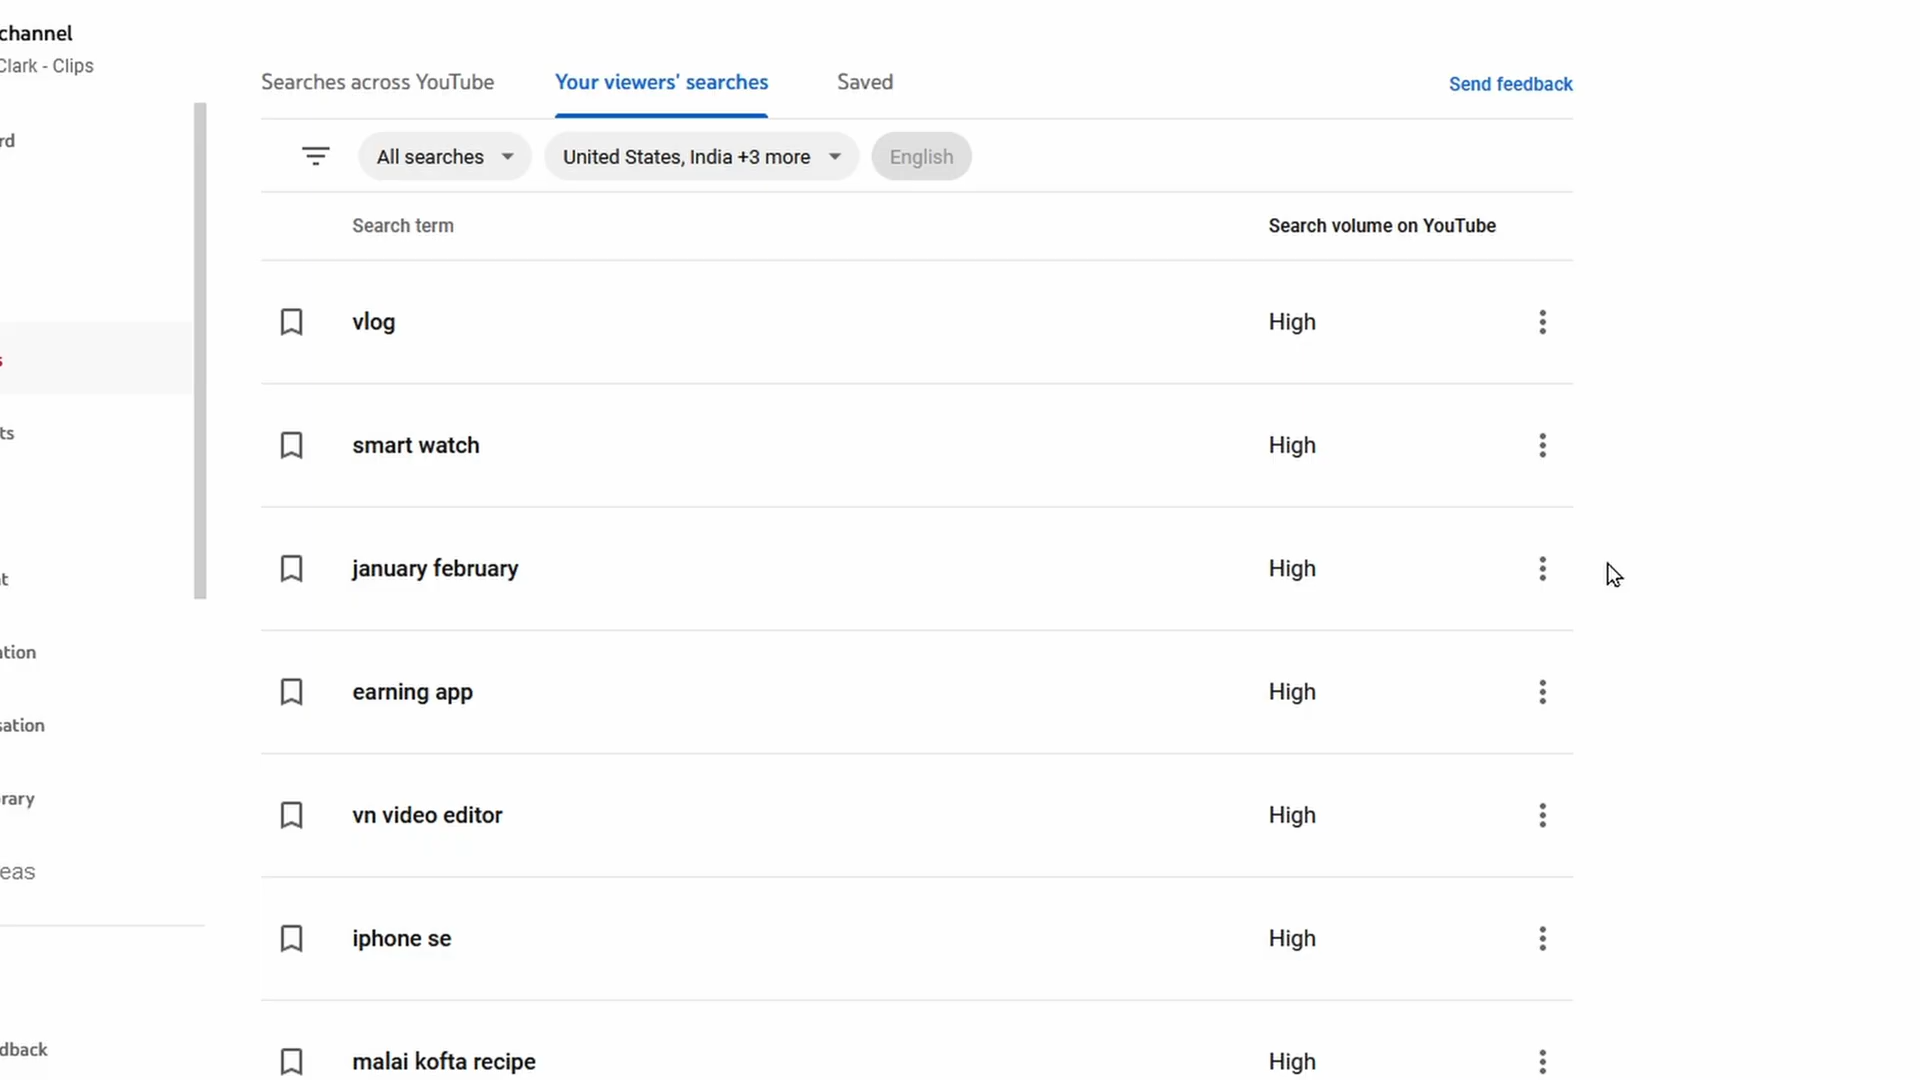 channel
Clark - Clips
Searches across YouTube
Your viewers' searches
Saved
Send feedback
All searches
United States, India +3 more
English
Search term
Search volume on YouTube
vlog
High
smart watch
High
january february
High
earning app
High
vn video editor
High
iphone se
High
malai kofta recipe
High
rd
s
ts
t
ation
sation
rary
eas
dback